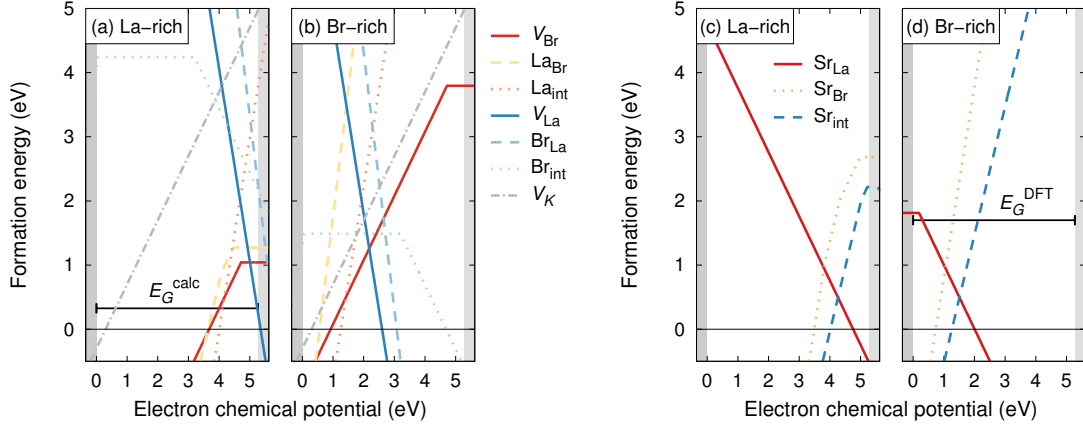 (a) La−rich
(b) Br−rich
(c) La−rich
(d) Br−rich
Formation energy (eV)
5
4
3
2
1
0
E_G^calc
0 1 2 3 4 5
0 1 2 3 4 5
Electron chemical potential (eV)
V_Br
La_Br
La_int
V_La
Br_La
Br_int
V_K
Formation energy (eV)
5
4
3
2
1
0
Sr_La
Sr_Br
Sr_int
E_G^DFT
0 1 2 3 4 5
0 1 2 3 4 5
Electron chemical potential (eV)